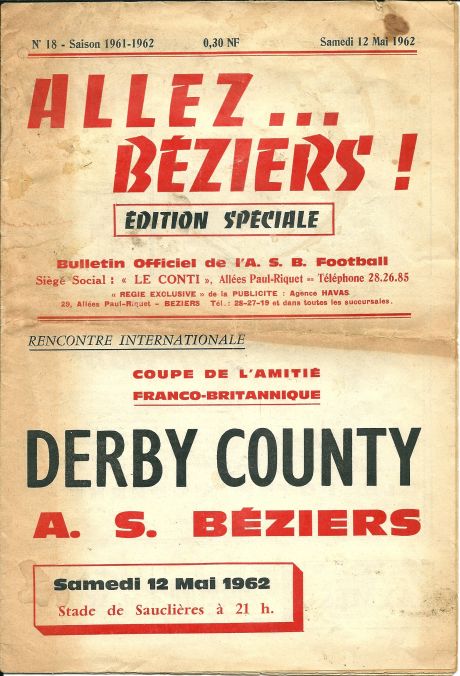 N° 18 - Saison 1961-1962 0,30 NF Samedi 12 Mai 1962
ALLEZ...
BÉZIERS !
ÉDITION SPÉCIALE
Bulletin Officiel de l'A. S. B. Football
Siège Social : « LE CONTI », Allées Paul-Riquet -- Téléphone 28.26.85
« REGIE EXCLUSIVE » de la PUBLICITE : Agence HAVAS
29, Allées Paul-Riquet - BEZIERS Tél. : 28-27-19 et dans toutes les succursales.
RENCONTRE INTERNATIONALE
COUPE DE L'AMITIÉ
FRANCO-BRITANNIQUE
DERBY COUNTY
A. S. BÉZIERS
Samedi 12 Mai 1962
Stade de Sauclières à 21 h.